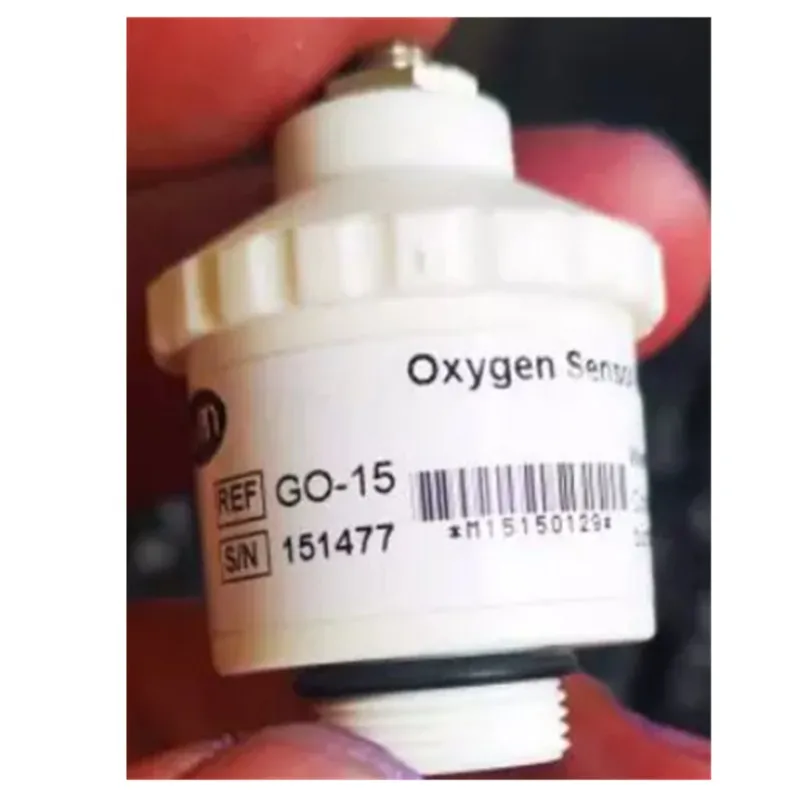 Oxygen Senso
REF GO-15
S/N 151477
*M15150129*